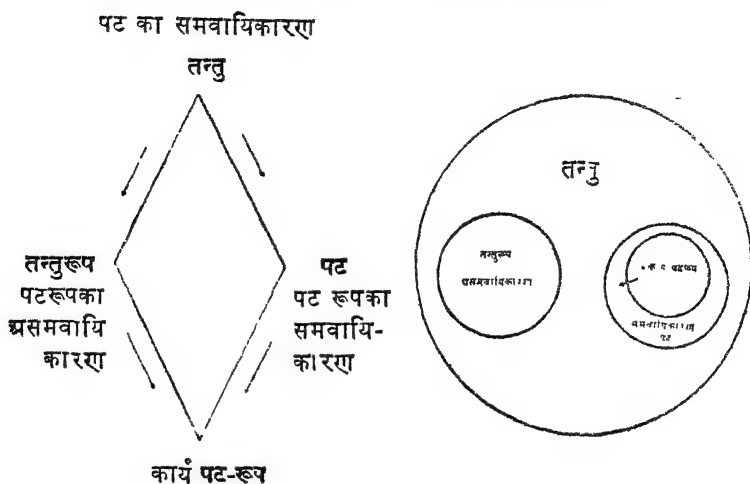 पट का समवायिकारण
तन्तु
तन्तुरूप
पटरूपका
असमवायि
कारण
पट
पट रूपका
समवायि-
कारण
कार्य पट-रूप
तन्तु
तन्तुरूप
असमवायिकारण
पटरूप
समवायिकारण
पट